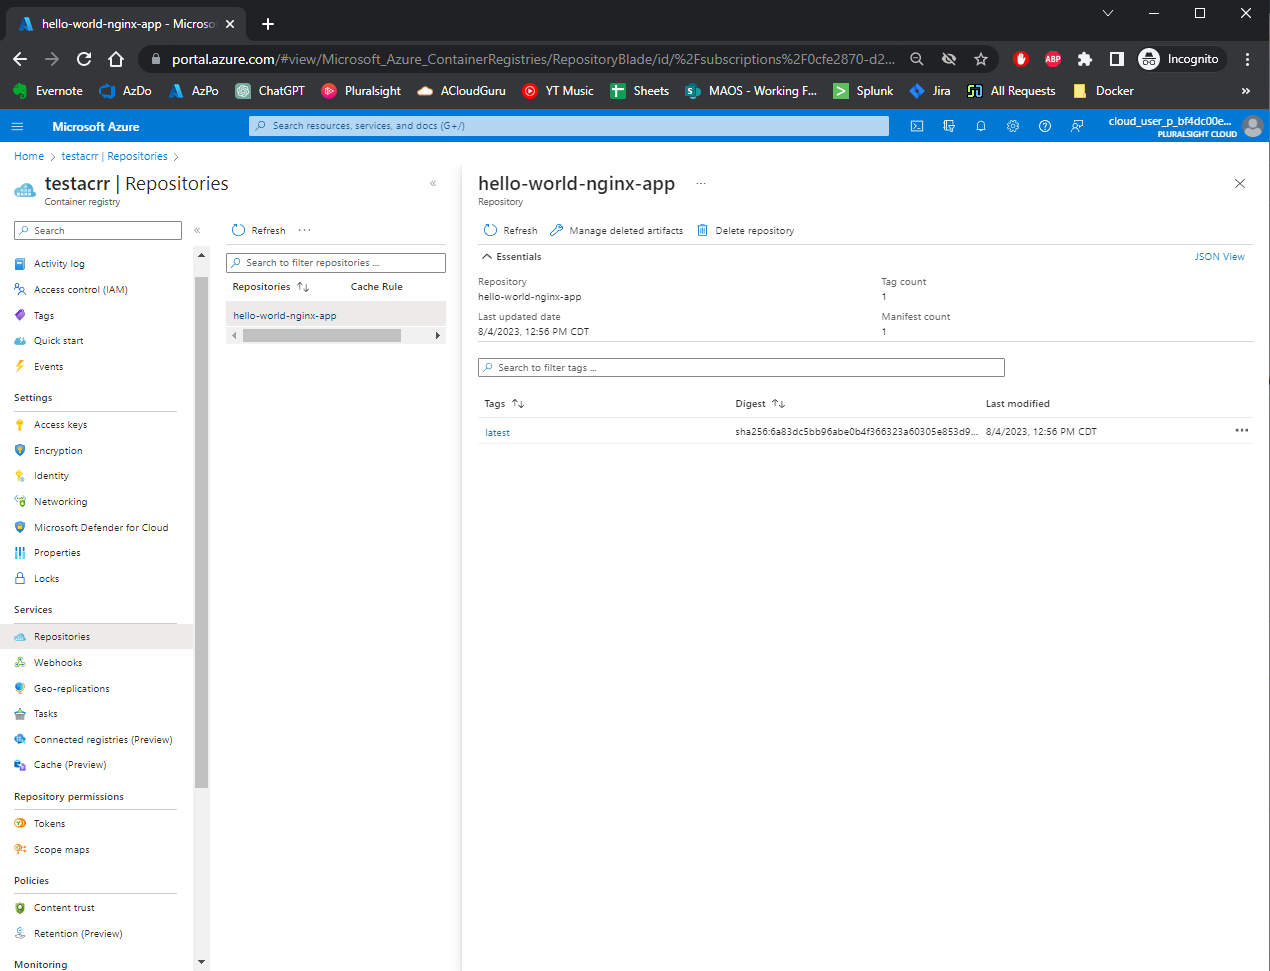 hello-world-nginx-app - Microso
portal.azure.com/#view/Microsoft_Azure_ContainerRegistries/RepositoryBlade/id/%2Fsubscriptions%2F0cfe2870-d2...
ABP
Incognito
Evernote
AzDo
AzPo
ChatGPT
Pluralsight
ACloudGuru
YT Music
Sheets
MAOS - Working F...
Splunk
Jira
All Requests
Docker
»
Microsoft Azure
Search resources, services, and docs (G+/)
cloud_user_p_bf4dc00e...
PLURALSIGHT CLOUD
Home > testacrr | Repositories >
testacrr | Repositories
Container registry
Search
Activity log
Access control (IAM)
Tags
Quick start
Events
Settings
Access keys
Encryption
Identity
Networking
Microsoft Defender for Cloud
Properties
Locks
Services
Repositories
Webhooks
Geo-replications
Tasks
Connected registries (Preview)
Cache (Preview)
Repository permissions
Tokens
Scope maps
Policies
Content trust
Retention (Preview)
Monitoring
Refresh
Search to filter repositories ...
Repositories Cache Rule
hello-world-nginx-app
hello-world-nginx-app ...
Repository
Refresh Manage deleted artifacts Delete repository
Essentials JSON View
Repository
hello-world-nginx-app
Last updated date
8/4/2023, 12:56 PM CDT
Tag count
1
Manifest count
1
Search to filter tags ...
Tags Digest Last modified
latest sha256:6a83dc5bb96abe0b4f366323a60305e853d9... 8/4/2023, 12:56 PM CDT